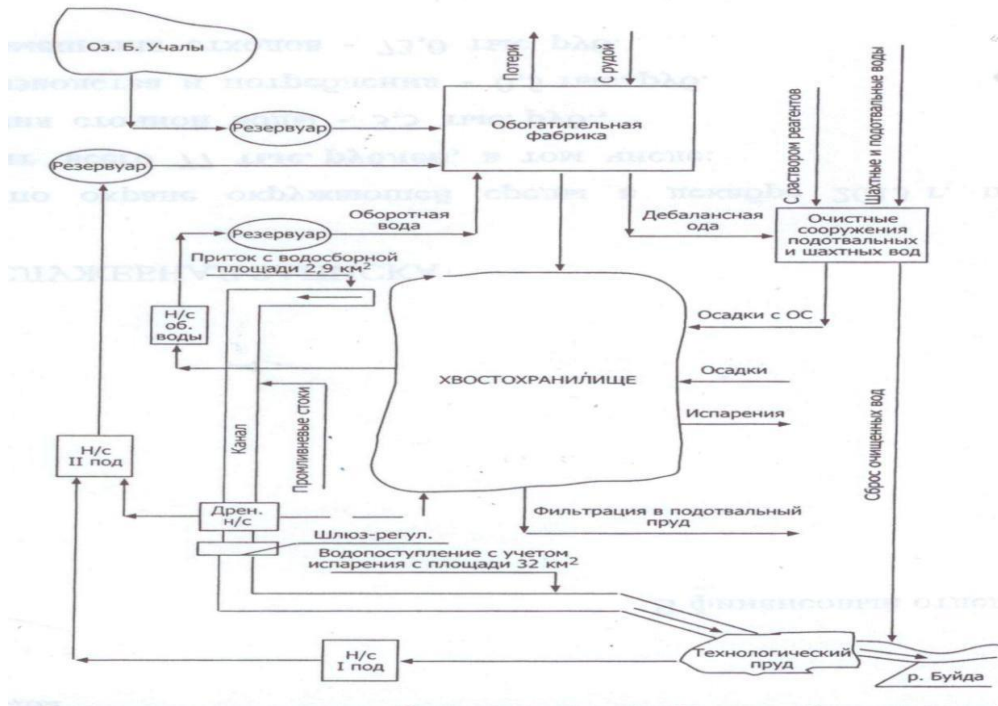 Оз. Б. Учалы
Потери
С рудой
Резервуар
Обогатительная
фабрика
Резервуар
С раствором реагентов
Шахтные и подотвальные воды
Оборотная
вода
Резервуар
Дебалансная
ода
Очистные
сооружения
подотвальных
и шахтных вод
Приток с водосборной
площади 2,9 км²
Н/с
об.
воды
Осадки с ОС
ХВОСТОХРАНИЛИЩЕ
Осадки
Испарения
Канал
Промливневые стоки
Сброс очищенных вод
Н/с
II под
Дрен.
н/с
Фильтрация в подотвальный
пруд
Шлюз-регул.
Водопоступление с учетом
испарения с площади 32 км²
Н/с
I под
Технологический
пруд
р. Буйда